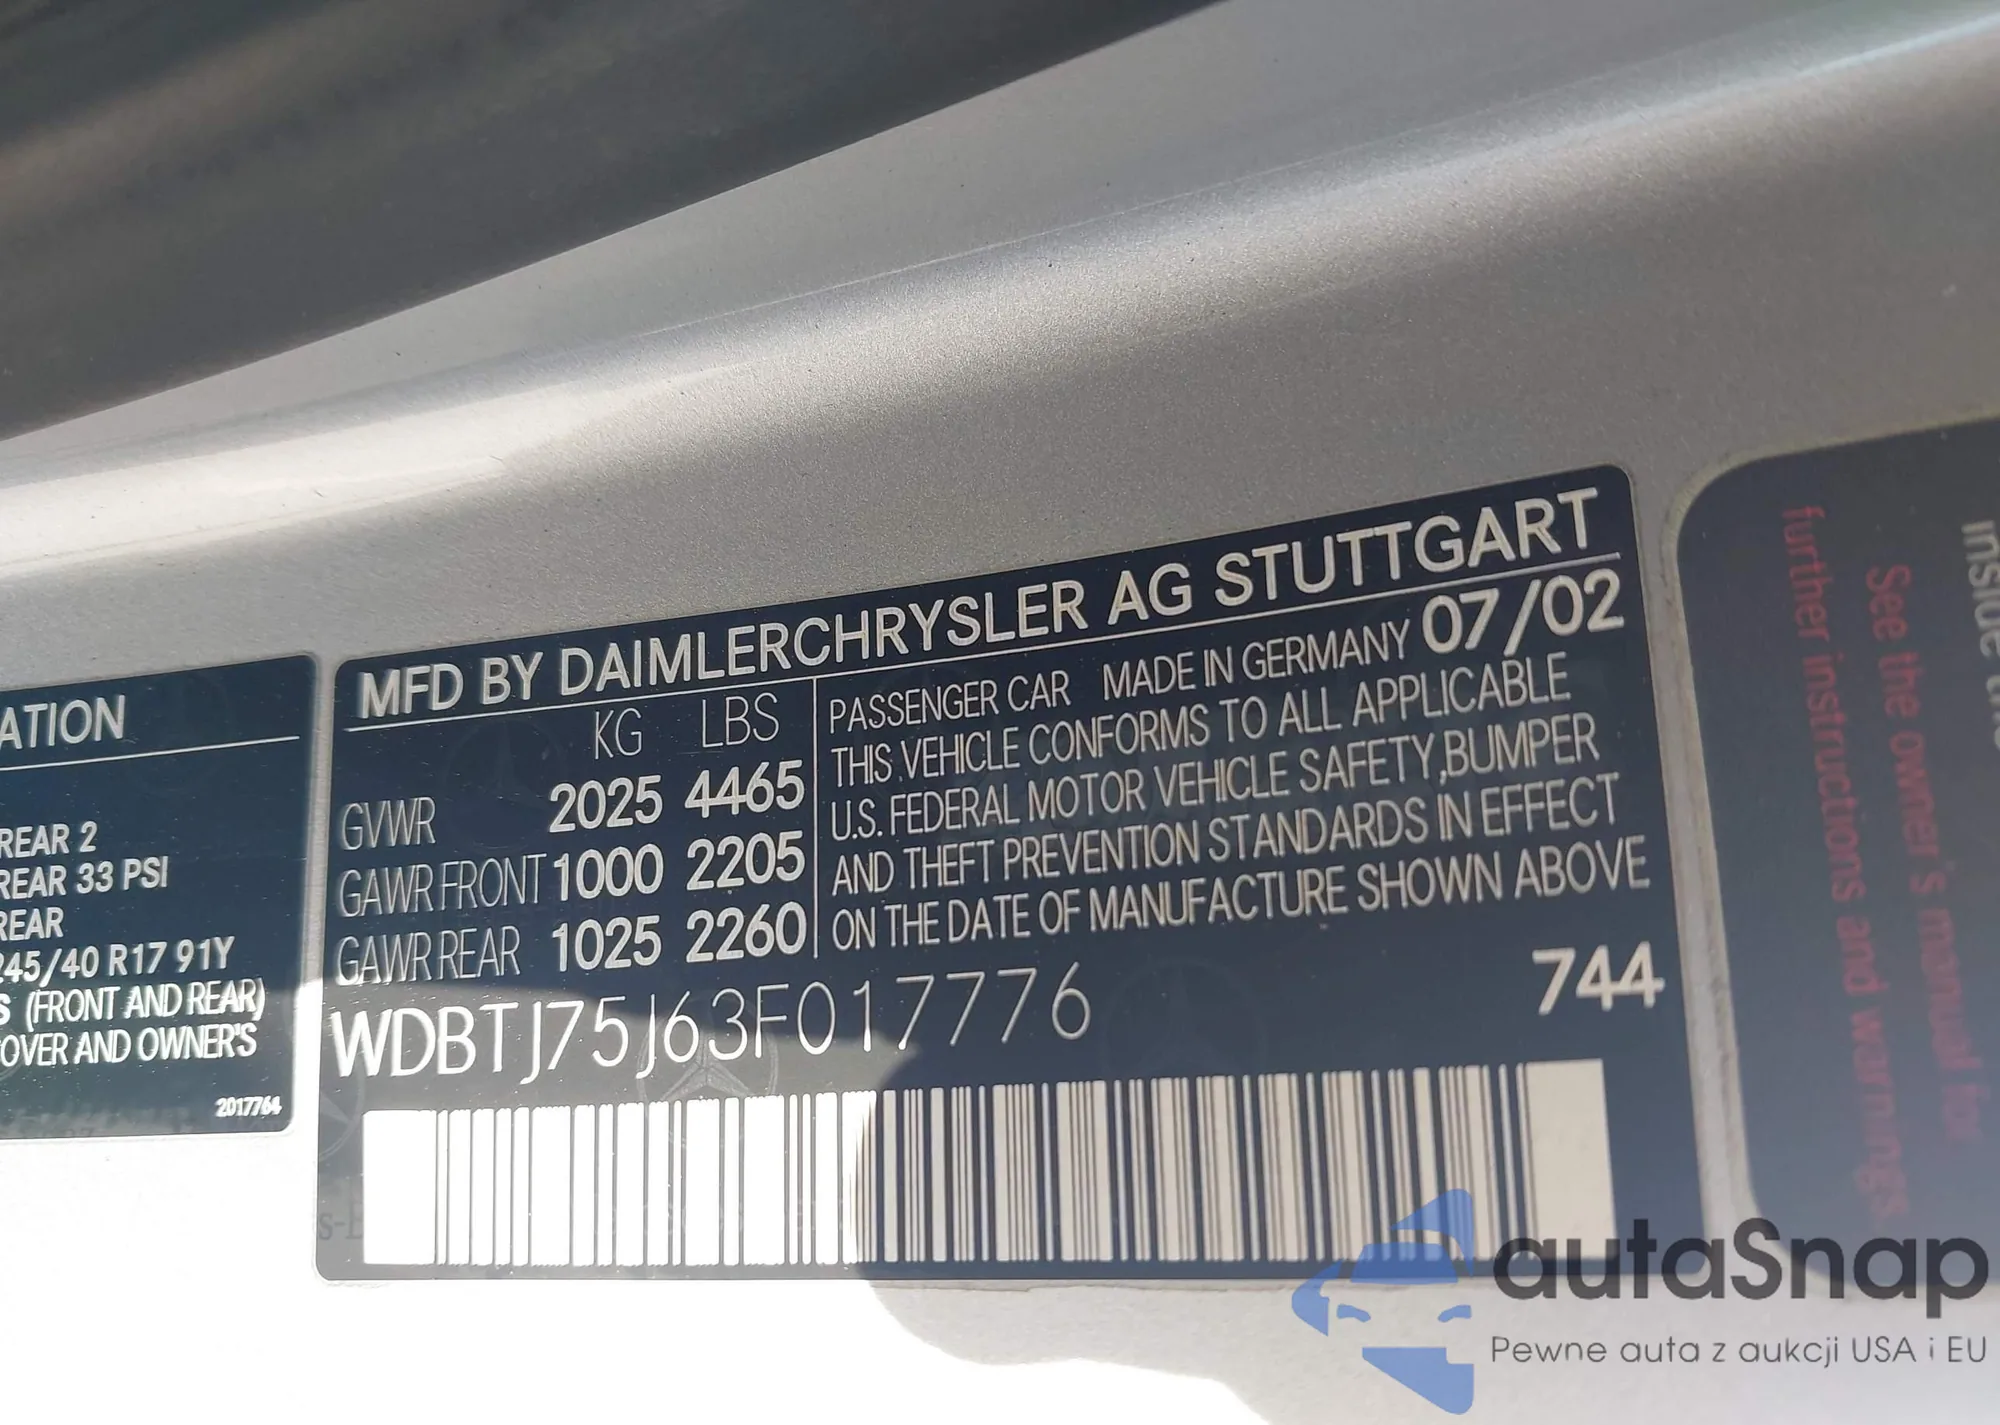 ATION
REAR 2
REAR 33 PSI
REAR
245/40 R17 91Y
S (FRONT AND REAR)
OVER AND OWNER'S
2017764
MFD BY DAIMLERCHRYSLER AG STUTTGART
KG LBS
GVWR 2025 4465
GAWR FRONT 1000 2205
GAWR REAR 1025 2260
PASSENGER CAR MADE IN GERMANY 07/02
THIS VEHICLE CONFORMS TO ALL APPLICABLE
U.S. FEDERAL MOTOR VEHICLE SAFETY,BUMPER
AND THEFT PREVENTION STANDARDS IN EFFECT
ON THE DATE OF MANUFACTURE SHOWN ABOVE
WDBTJ75J63F017776
744
inside the
See the owner's manual for
further instructions and warnings
autaSnap
Pewne auta z aukcji USA i EU